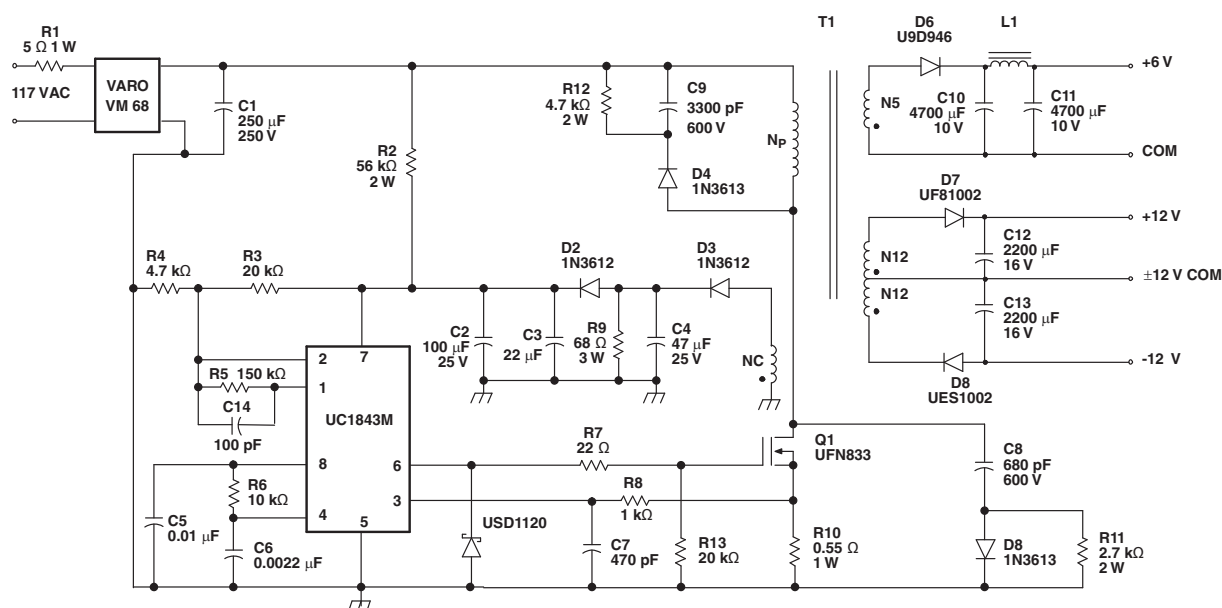 R1
5 Ω 1 W
117 VAC
VARO
VM 68
C1
250 μF
250 V
R2
56 kΩ
2 W
R12
4.7 kΩ
2 W
C9
3300 pF
600 V
D4
1N3613
NP
T1
D6
U9D946
L1
+6 V
N5
C10
4700 μF
10 V
C11
4700 μF
10 V
COM
D7
UF81002
+12 V
N12
C12
2200 μF
16 V
±12 V COM
N12
C13
2200 μF
16 V
-12 V
D8
UES1002
R4
4.7 kΩ
R3
20 kΩ
D2
1N3612
D3
1N3612
C2
100 μF
25 V
C3
22 μF
R9
68 Ω
3 W
C4
47 μF
25 V
NC
2
7
R5 150 kΩ
1
C14
100 pF
UC1843M
8
6
R6
10 kΩ
3
4
5
C5
0.01 μF
C6
0.0022 μF
USD1120
R7
22 Ω
R8
1 kΩ
C7
470 pF
R13
20 kΩ
Q1
UFN833
R10
0.55 Ω
1 W
C8
680 pF
600 V
D8
1N3613
R11
2.7 kΩ
2 W